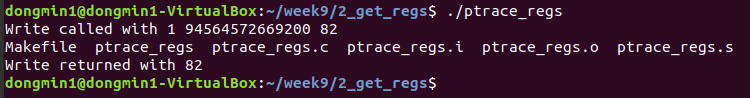 dongmin1@dongmin1-VirtualBox:~/week9/2_get_regs$ ./ptrace_regs
Write called with 1 94564572669200 82
Makefile  ptrace_regs  ptrace_regs.c  ptrace_regs.i  ptrace_regs.o  ptrace_regs.s
Write returned with 82
dongmin1@dongmin1-VirtualBox:~/week9/2_get_regs$